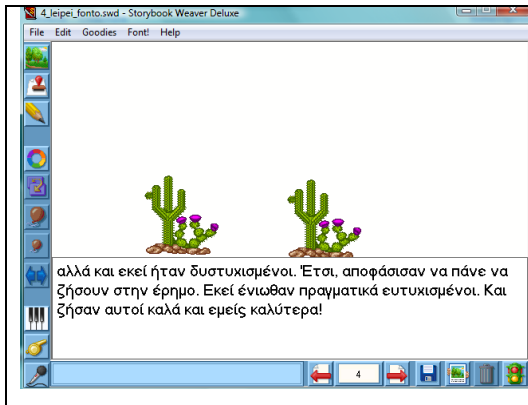 4_leipei_fonto.swd - Storybook Weaver Deluxe
File Edit Goodies Font! Help
αλλά και εκεί ήταν δυστυχισμένοι. Έτσι, αποφάσισαν να πάνε να
ζήσουν στην έρημο. Εκεί ένιωθαν πραγματικά ευτυχισμένοι. Και
ζήσαν αυτοί καλά και εμείς καλύτερα!
4